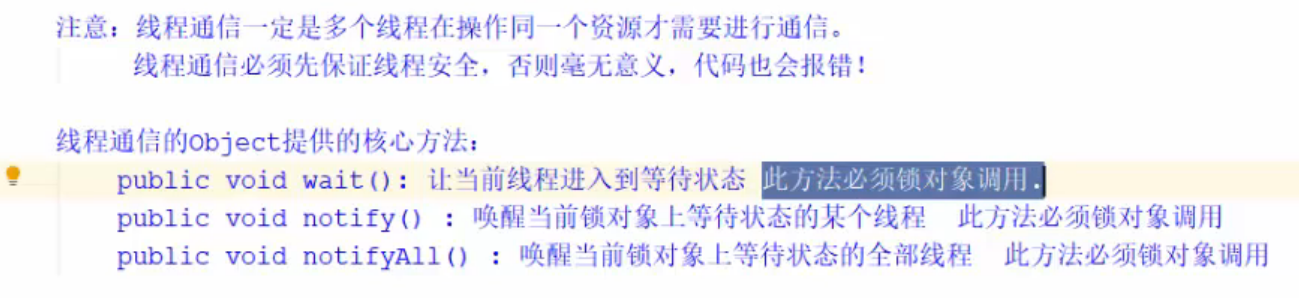 注意：线程通信一定是多个线程在操作同一个资源才需要进行通信。
线程通信必须先保证线程安全，否则毫无意义，代码也会报错！
线程通信的Object提供的核心方法：
public void wait(): 让当前线程进入到等待状态 此方法必须锁对象调用.
public void notify() : 唤醒当前锁对象上等待状态的某个线程  此方法必须锁对象调用
public void notifyAll() : 唤醒当前锁对象上等待状态的全部线程  此方法必须锁对象调用